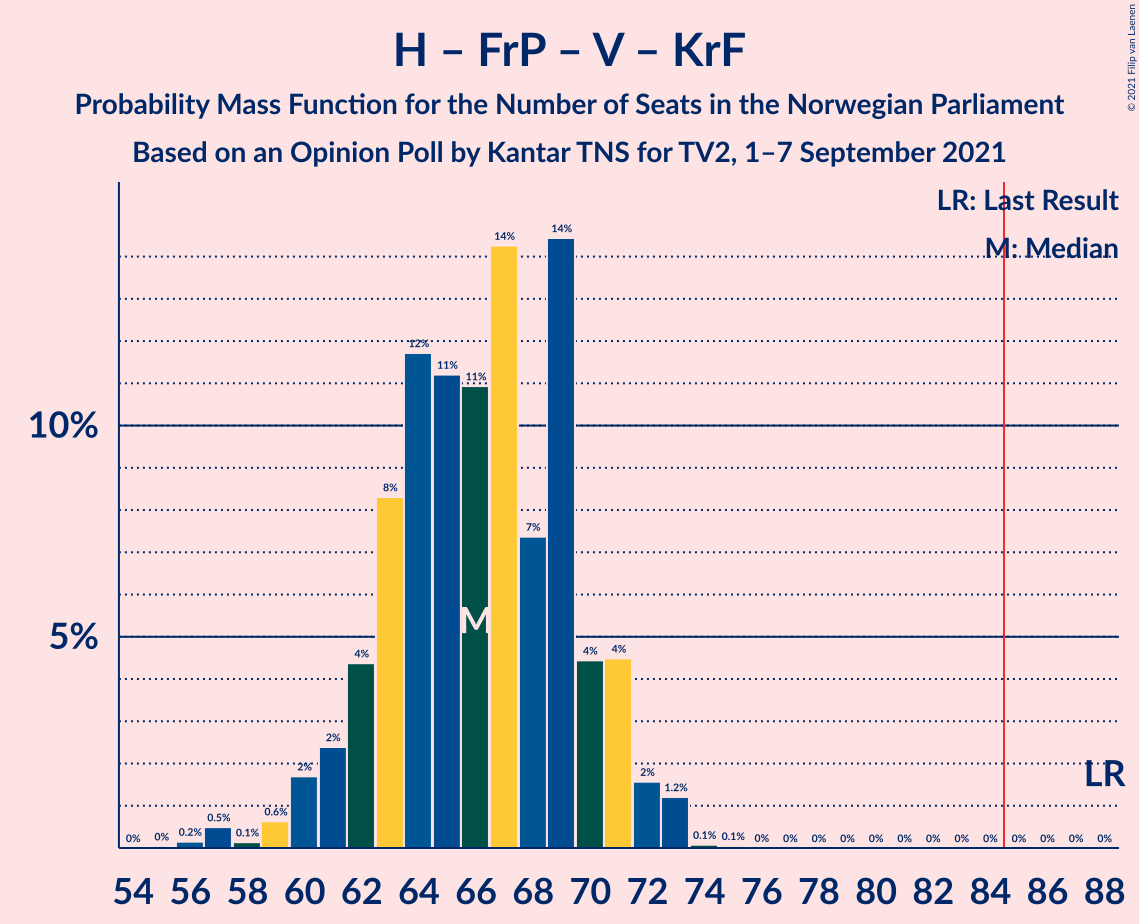 H – FrP – V – KrF
Probability Mass Function for the Number of Seats in the Norwegian Parliament
Based on an Opinion Poll by Kantar TNS for TV2, 1–7 September 2021
© 2021 Filip van Laenen
LR: Last Result
M: Median
10%
5%
0% 0% 0.2% 0.5% 0.1% 0.6% 2% 2% 4% 8% 12% 11% 11% 14% 7% 14% 4% 4% 2% 1.2% 0.1% 0.1% 0% 0% 0% 0% 0% 0% 0% 0% 0% 0% 0% 0% 0%
M
LR
54 56 58 60 62 64 66 68 70 72 74 76 78 80 82 84 86 88